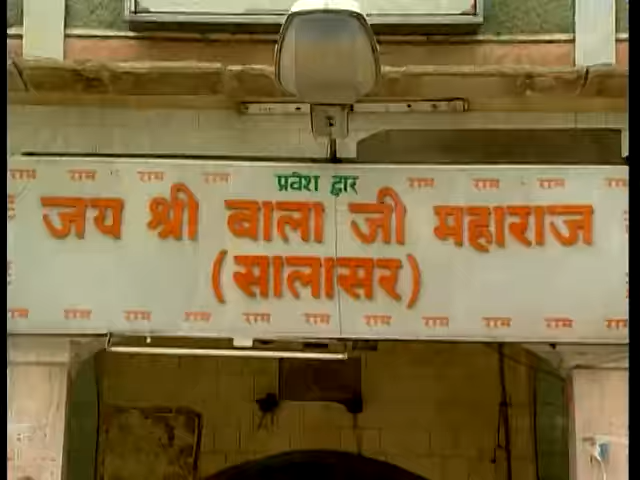 राम राम राम राम प्रवेश द्वार राम राम राम राम
जय श्री बाला जी महाराज
(सालासर)
राम राम राम राम राम राम राम राम राम राम राम